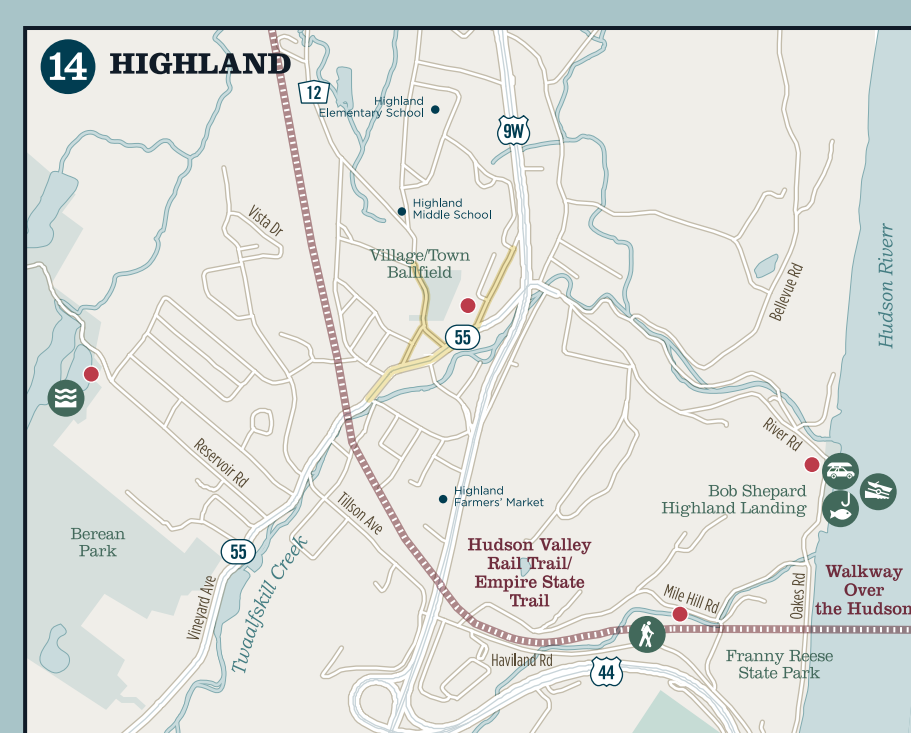 14 HIGHLAND
12
Highland
Elementary School
9W
Highland
Middle School
Vista Dr
Village/Town
Ballfield
Hudson Riverr
Bellevue Rd
55
River Rd
Reservoir Rd
Bob Shepard
Highland Landing
Highland
Farmers' Market
Tillson Ave
Berean
Park
55
Hudson Valley
Rail Trail/
Empire State
Trail
Twaalfskill Creek
Vineyard Ave
Mile Hill Rd
Oakes Rd
Walkway
Over
the Hudson
Haviland Rd
44
Franny Reese
State Park